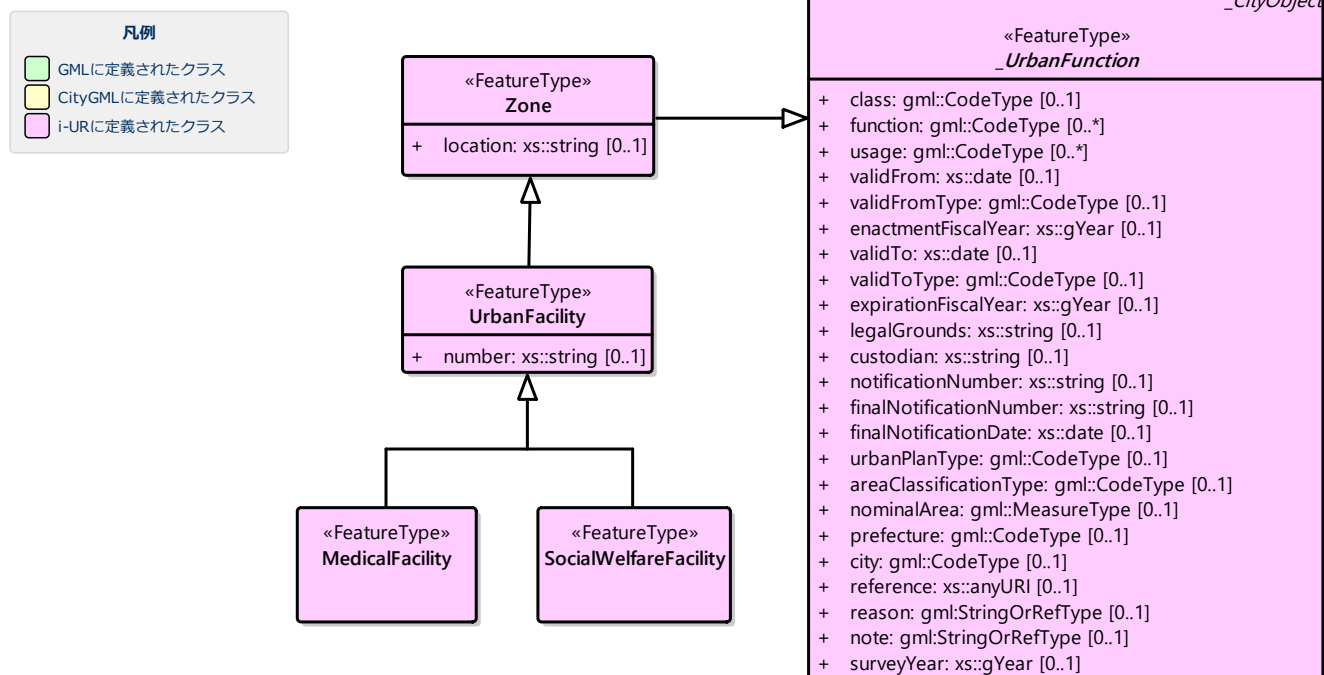 凡例
GMLに定義されたクラス
CityGMLに定義されたクラス
i-URに定義されたクラス
«FeatureType»
Zone
+ location: xs::string [0..1]
«FeatureType»
UrbanFacility
+ number: xs::string [0..1]
«FeatureType»
MedicalFacility
«FeatureType»
SocialWelfareFacility
_CityObject
«FeatureType»
_UrbanFunction
+ class: gml::CodeType [0..1]
+ function: gml::CodeType [0..*]
+ usage: gml::CodeType [0..*]
+ validFrom: xs::date [0..1]
+ validFromType: gml::CodeType [0..1]
+ enactmentFiscalYear: xs::gYear [0..1]
+ validTo: xs::date [0..1]
+ validToType: gml::CodeType [0..1]
+ expirationFiscalYear: xs::gYear [0..1]
+ legalGrounds: xs::string [0..1]
+ custodian: xs::string [0..1]
+ notificationNumber: xs::string [0..1]
+ finalNotificationNumber: xs::string [0..1]
+ finalNotificationDate: xs::date [0..1]
+ urbanPlanType: gml::CodeType [0..1]
+ areaClassificationType: gml::CodeType [0..1]
+ nominalArea: gml::MeasureType [0..1]
+ prefecture: gml::CodeType [0..1]
+ city: gml::CodeType [0..1]
+ reference: xs::anyURI [0..1]
+ reason: gml:StringOrRefType [0..1]
+ note: gml:StringOrRefType [0..1]
+ surveyYear: xs::gYear [0..1]